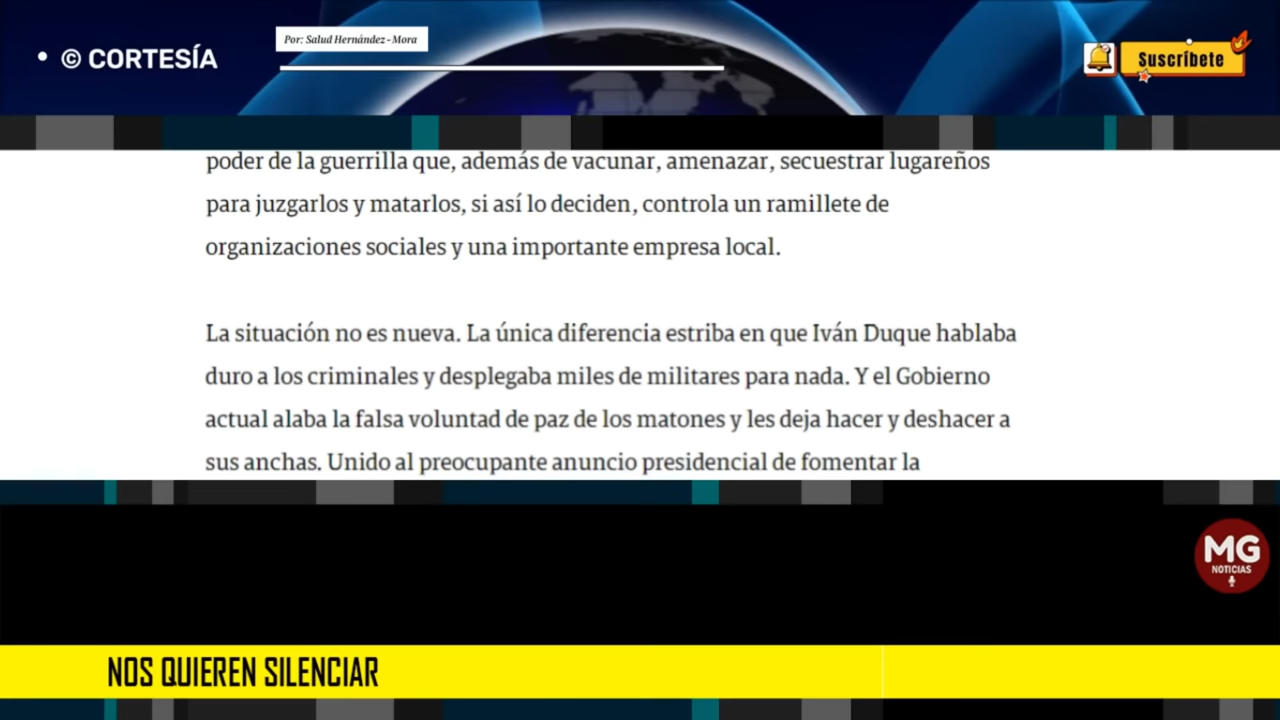 • © CORTESÍA
Por: Salud Hernández-Mora
Suscríbete
poder de la guerrilla que, además de vacunar, amenazar, secuestrar lugareños
para juzgarlos y matarlos, si así lo deciden, controla un ramillete de
organizaciones sociales y una importante empresa local.
La situación no es nueva. La única diferencia estriba en que Iván Duque hablaba
duro a los criminales y desplegaba miles de militares para nada. Y el Gobierno
actual alaba la falsa voluntad de paz de los matones y les deja hacer y deshacer a
sus anchas. Unido al preocupante anuncio presidencial de fomentar la
MG
NOTICIAS
NOS QUIEREN SILENCIAR